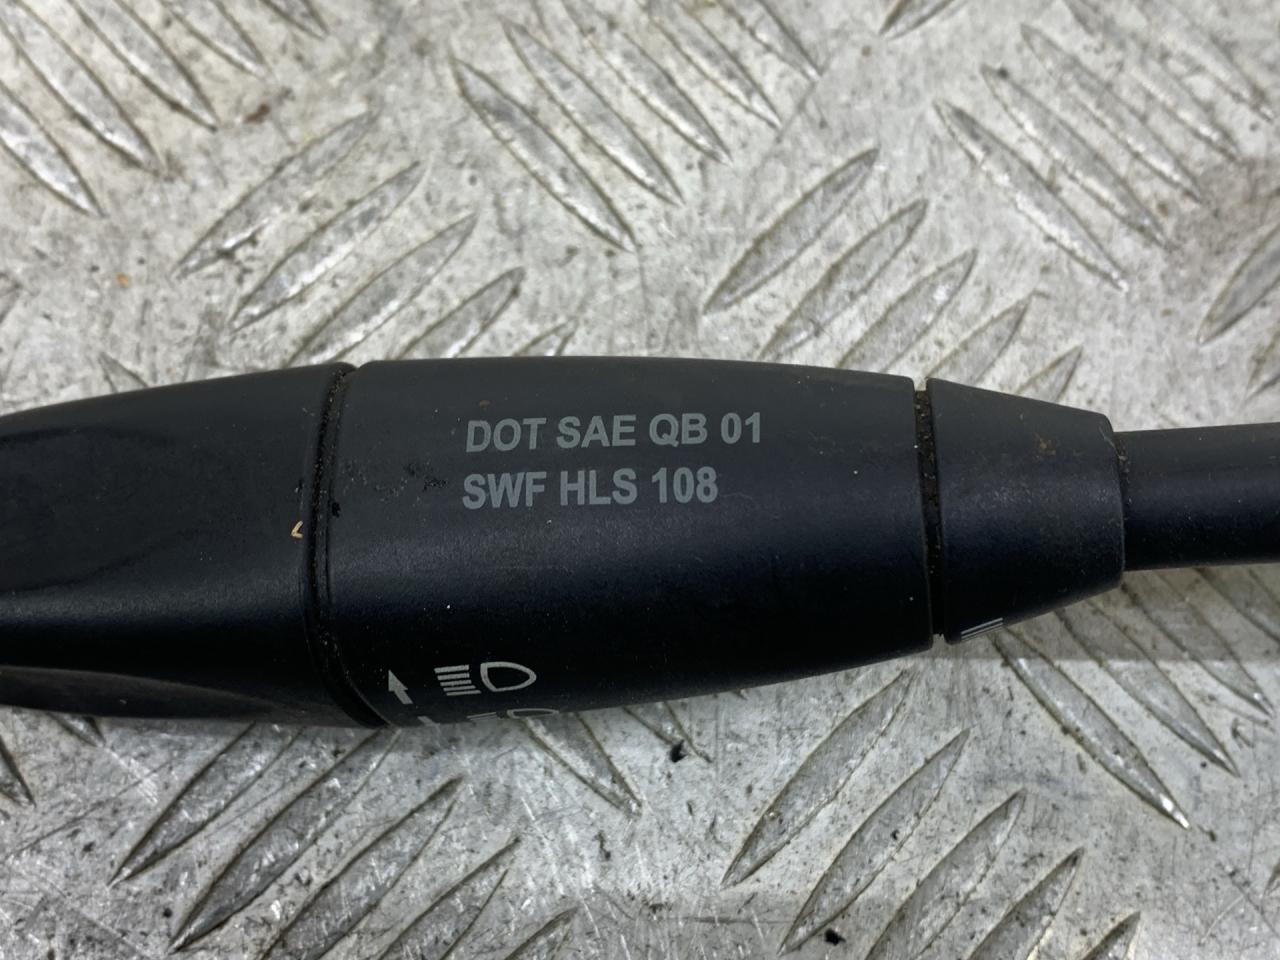 DOT SAE QB 01
SWF HLS 108